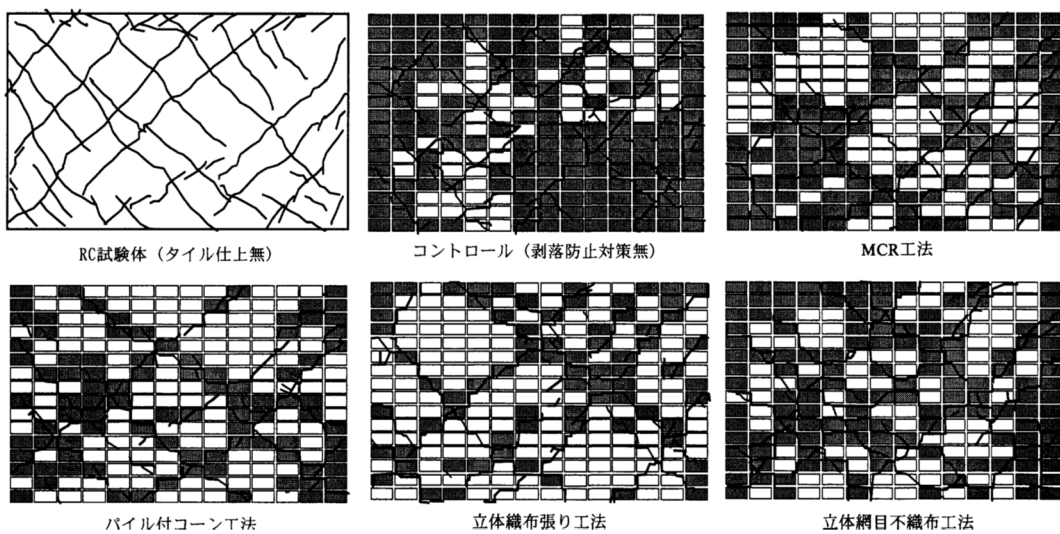 RC試験体（タイル仕上無）
コントロール（剥落防止対策無）
MCR工法
パイル付コーン工法
立体織布張り工法
立体網目不織布工法